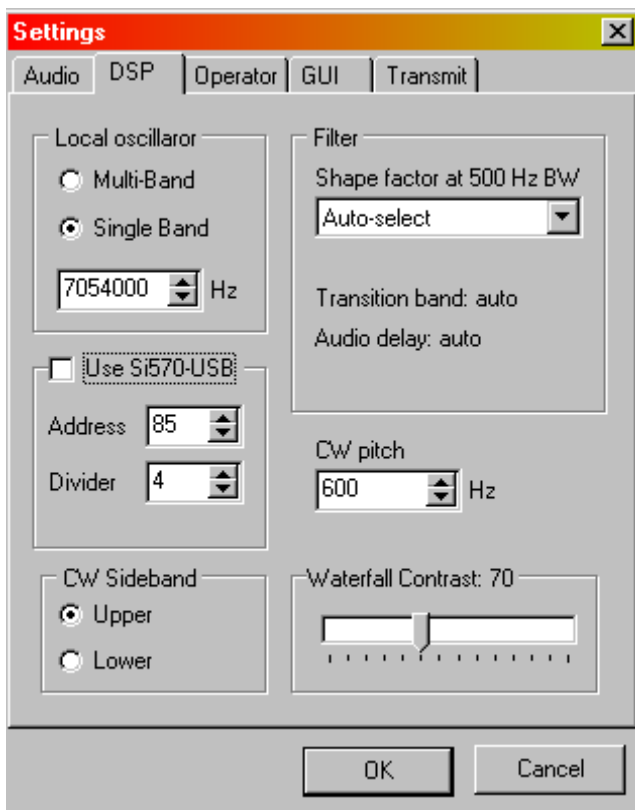 Settings
Audio DSP Operator GUI Transmit
Local oscillaror
Multi-Band
Single Band
7054000 Hz
Use Si570-USB
Address 85
Divider 4
CW Sideband
Upper
Lower
Filter
Shape factor at 500 Hz BW
Auto-select
Transition band: auto
Audio delay: auto
CW pitch
600 Hz
Waterfall Contrast: 70
OK Cancel